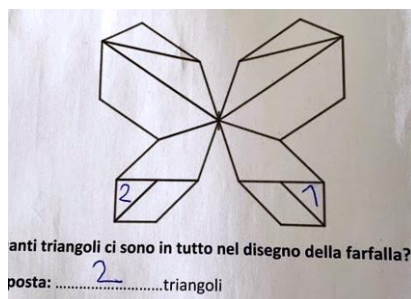 2 1
anti triangoli ci sono in tutto nel disegno della farfalla?
posta: ............2............triangoli